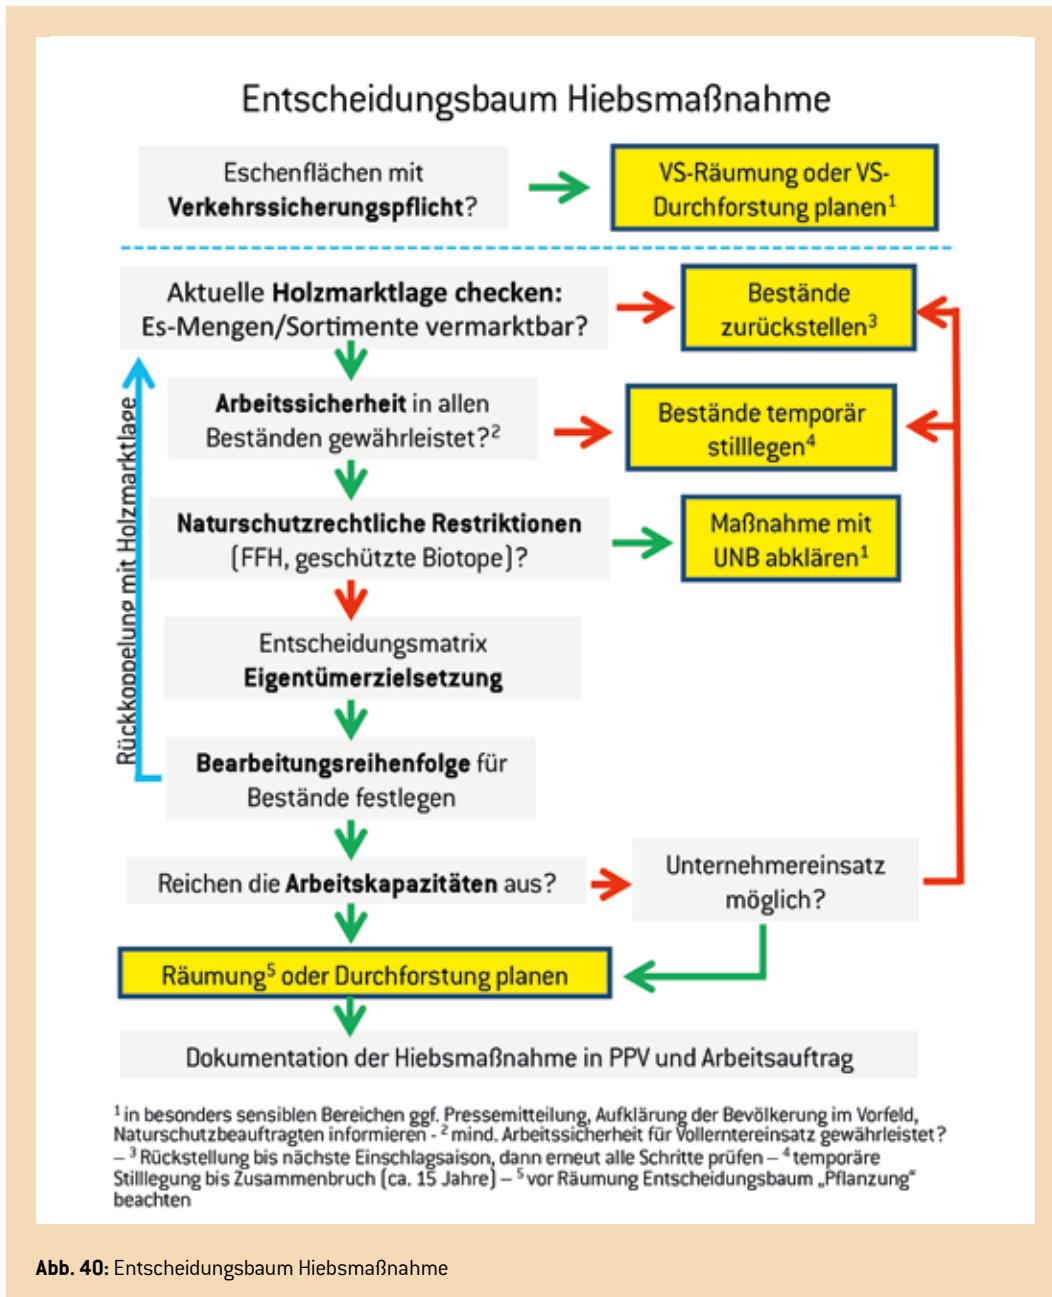 Entscheidungsbaum Hiebsmaßnahme
Eschenflächen mit
Verkehrssicherungspflicht?
VS-Räumung oder VS-
Durchforstung planen¹
Aktuelle Holzmarktlage checken:
Es-Mengen/Sortimente vermarktbar?
Bestände
zurückstellen³
Arbeitssicherheit in allen
Beständen gewährleistet?²
Bestände temporär
stilllegen⁴
Naturschutzrechtliche Restriktionen
(FFH, geschützte Biotope)?
Maßnahme mit
UNB abklären¹
Rückkoppelung mit Holzmarktlage
Entscheidungsmatrix
Eigentümerzielsetzung
Bearbeitungsreihenfolge für
Bestände festlegen
Reichen die Arbeitskapazitäten aus?
Unternehmereinsatz
möglich?
Räumung⁵ oder Durchforstung planen
Dokumentation der Hiebsmaßnahme in PPV und Arbeitsauftrag
¹ in besonders sensiblen Bereichen ggf. Pressemitteilung, Aufklärung der Bevölkerung im Vorfeld,
Naturschutzbeauftragten informieren - ² mind. Arbeitssicherheit für Vollerntereinsatz gewährleistet?
– ³ Rückstellung bis nächste Einschlagsaison, dann erneut alle Schritte prüfen – ⁴ temporäre
Stilllegung bis Zusammenbruch (ca. 15 Jahre) – ⁵ vor Räumung Entscheidungsbaum „Pflanzung“
beachten
Abb. 40: Entscheidungsbaum Hiebsmaßnahme